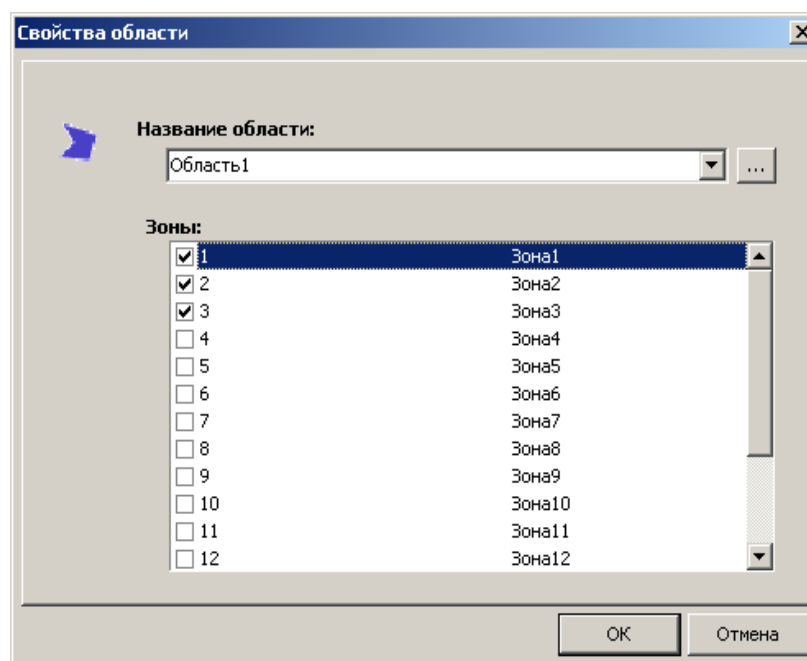 Свойства области
Название области:
Область1
...
Зоны:
1 Зона1
2 Зона2
3 Зона3
4 Зона4
5 Зона5
6 Зона6
7 Зона7
8 Зона8
9 Зона9
10 Зона10
11 Зона11
12 Зона12
ОК Отмена